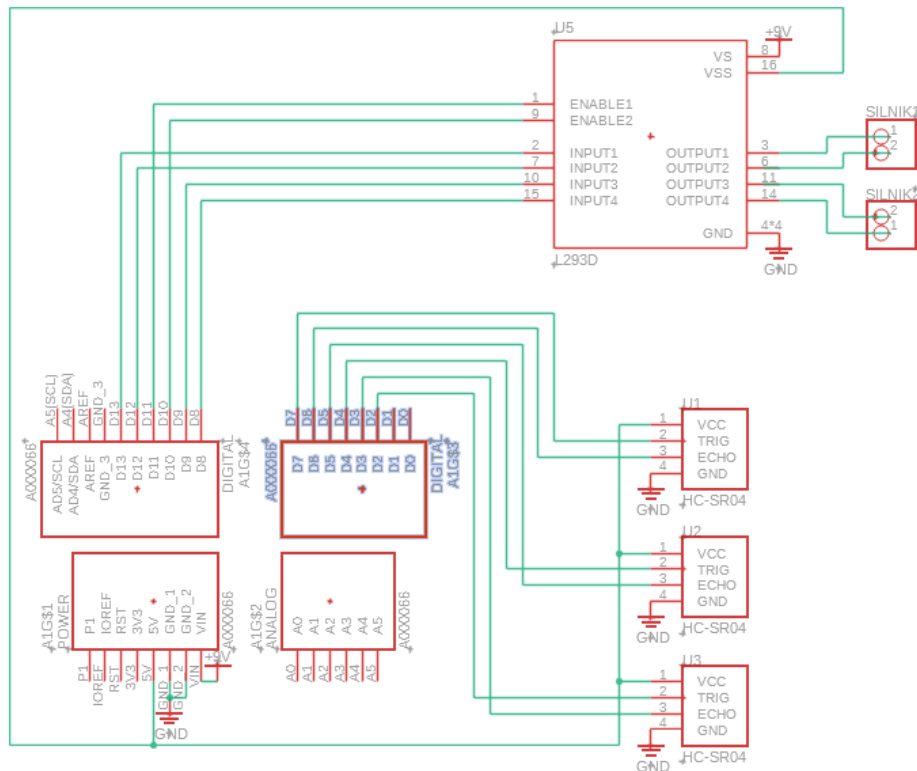 U5
+9V
VS 8
VSS 16
1 ENABLE1
9 ENABLE2
2 INPUT1
7 INPUT2
10 INPUT3
15 INPUT4
OUTPUT1 3
OUTPUT2 6
OUTPUT3 11
OUTPUT4 14
GND 4*4
GND
L293D
SILNIK1
1
2
SILNIK2
2
1
A5(SCL)
A4(SDA)
AREF
GND_3
D13
D12
D11
D10
D9
D8
A000066
AD5/SCL
AD4/SDA
AREF
GND_3
D13
D12
D11
D10
D9
D8
DIGITAL
A1G$4
D7
D6
D5
D4
D3
D2
D1
D0
A000066
D7
D6
D5
D4
D3
D2
D1
D0
DIGITAL
A1G$3
A1G$1
POWER
P1
IOREF
RST
3V3
5V
GND_1
GND_2
VIN
A000066
P1
IOREF
RST
3V3
5V
GND_1
GND_2
VIN
+9V
GND
A1G$2
ANALOG
A0
A1
A2
A3
A4
A5
A000066
A0
A1
A2
A3
A4
A5
U1
1 VCC
2 TRIG
3 ECHO
4 GND
GND
HC-SR04
U2
1 VCC
2 TRIG
3 ECHO
4 GND
GND
HC-SR04
U3
1 VCC
2 TRIG
3 ECHO
4 GND
GND
HC-SR04